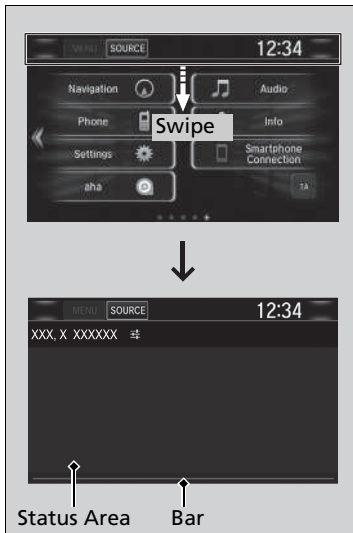 MENU SOURCE 12:34
Navigation Audio
Phone Info
Swipe
Settings Smartphone
Connection
aha TA
MENU SOURCE 12:34
XXX, X XXXXXX
Status Area Bar